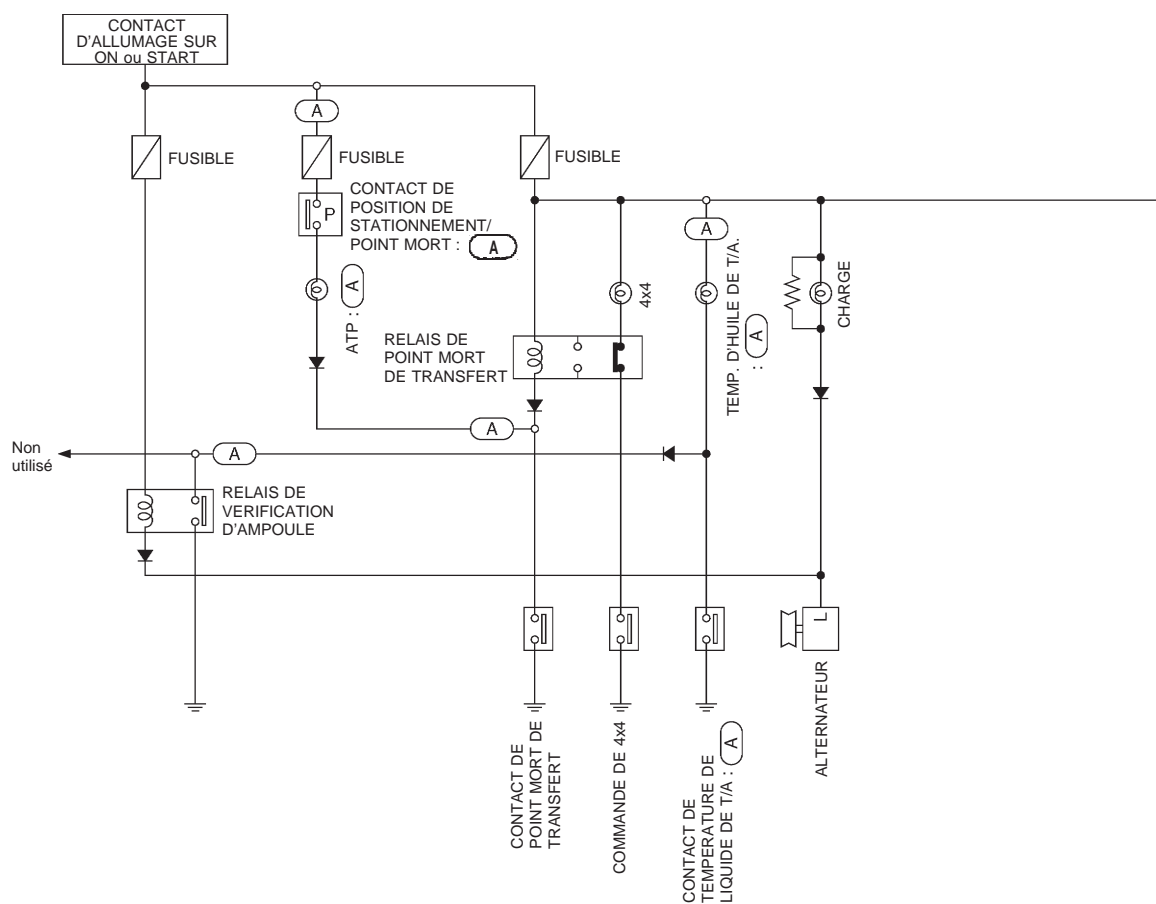 CONTACT
D'ALLUMAGE SUR
ON ou START
A
FUSIBLE
FUSIBLE
FUSIBLE
CONTACT DE
POSITION DE
STATIONNEMENT/
POINT MORT : A
P
A
ATP : A
4x4
TEMP. D'HUILE DE T/A.
: A
CHARGE
RELAIS DE
POINT MORT
DE TRANSFERT
A
Non
utilisé
A
RELAIS DE
VERIFICATION
D'AMPOULE
L
CONTACT DE
POINT MORT DE
TRANSFERT
COMMANDE DE 4x4
CONTACT DE
TEMPERATURE DE
LIQUIDE DE T/A : A
ALTERNATEUR